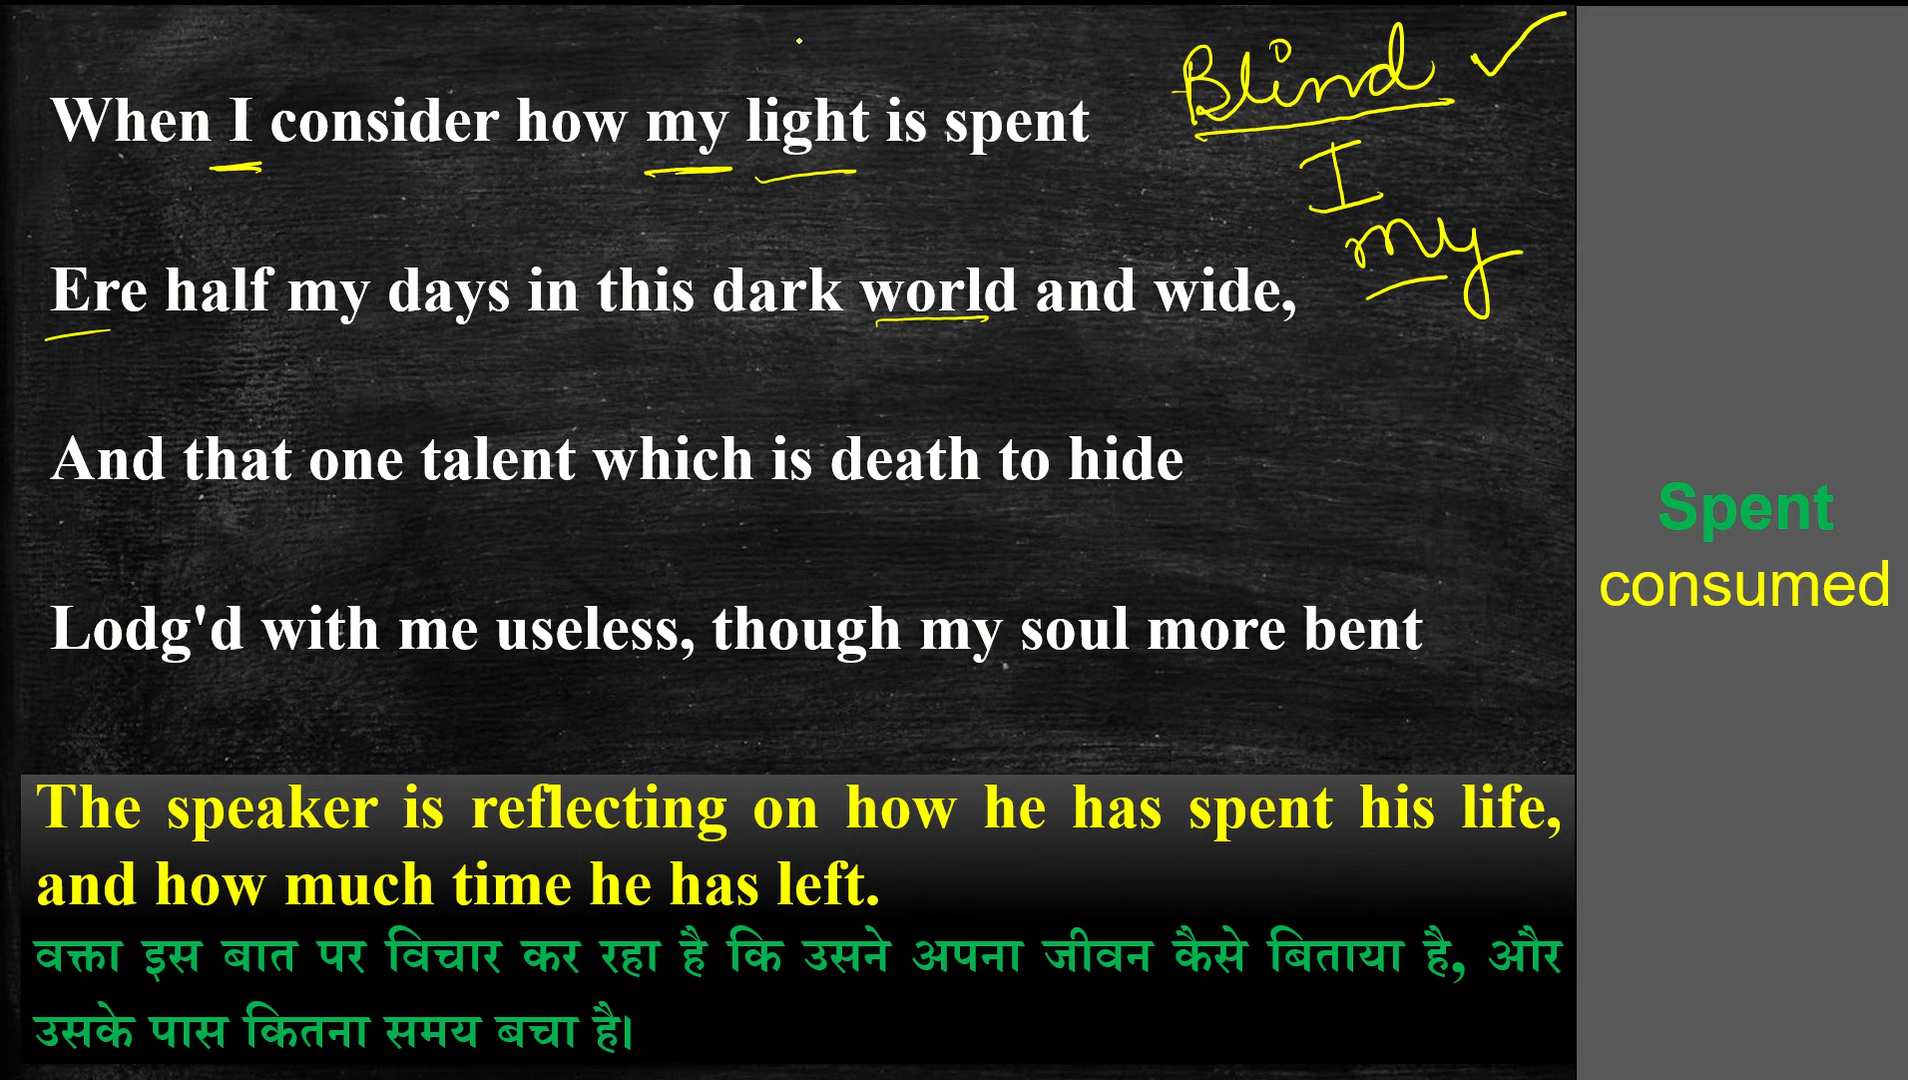 When I consider how my light is spent
Blind
I
my
Ere half my days in this dark world and wide,
And that one talent which is death to hide
Lodg'd with me useless, though my soul more bent
The speaker is reflecting on how he has spent his life,
and how much time he has left.
वक्ता इस बात पर विचार कर रहा है कि उसने अपना जीवन कैसे बिताया है, और
उसके पास कितना समय बचा है।
Spent
consumed